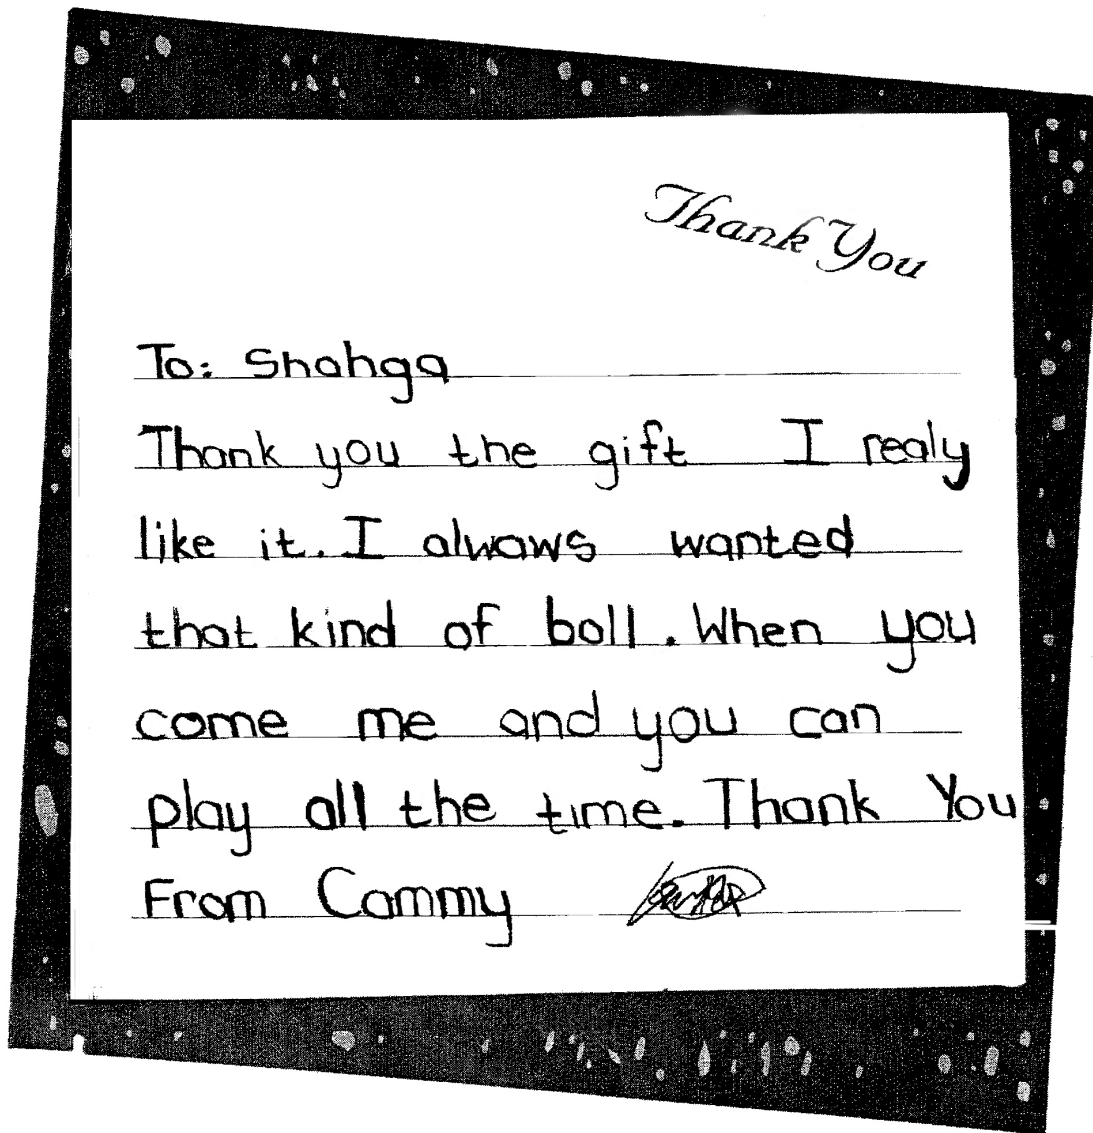 Thank You
To: Shahga
Thank you the gift I realy
like it. I alwaws wanted
that kind of boll. When you
come me and you can
play all the time. Thank You
From Cammy